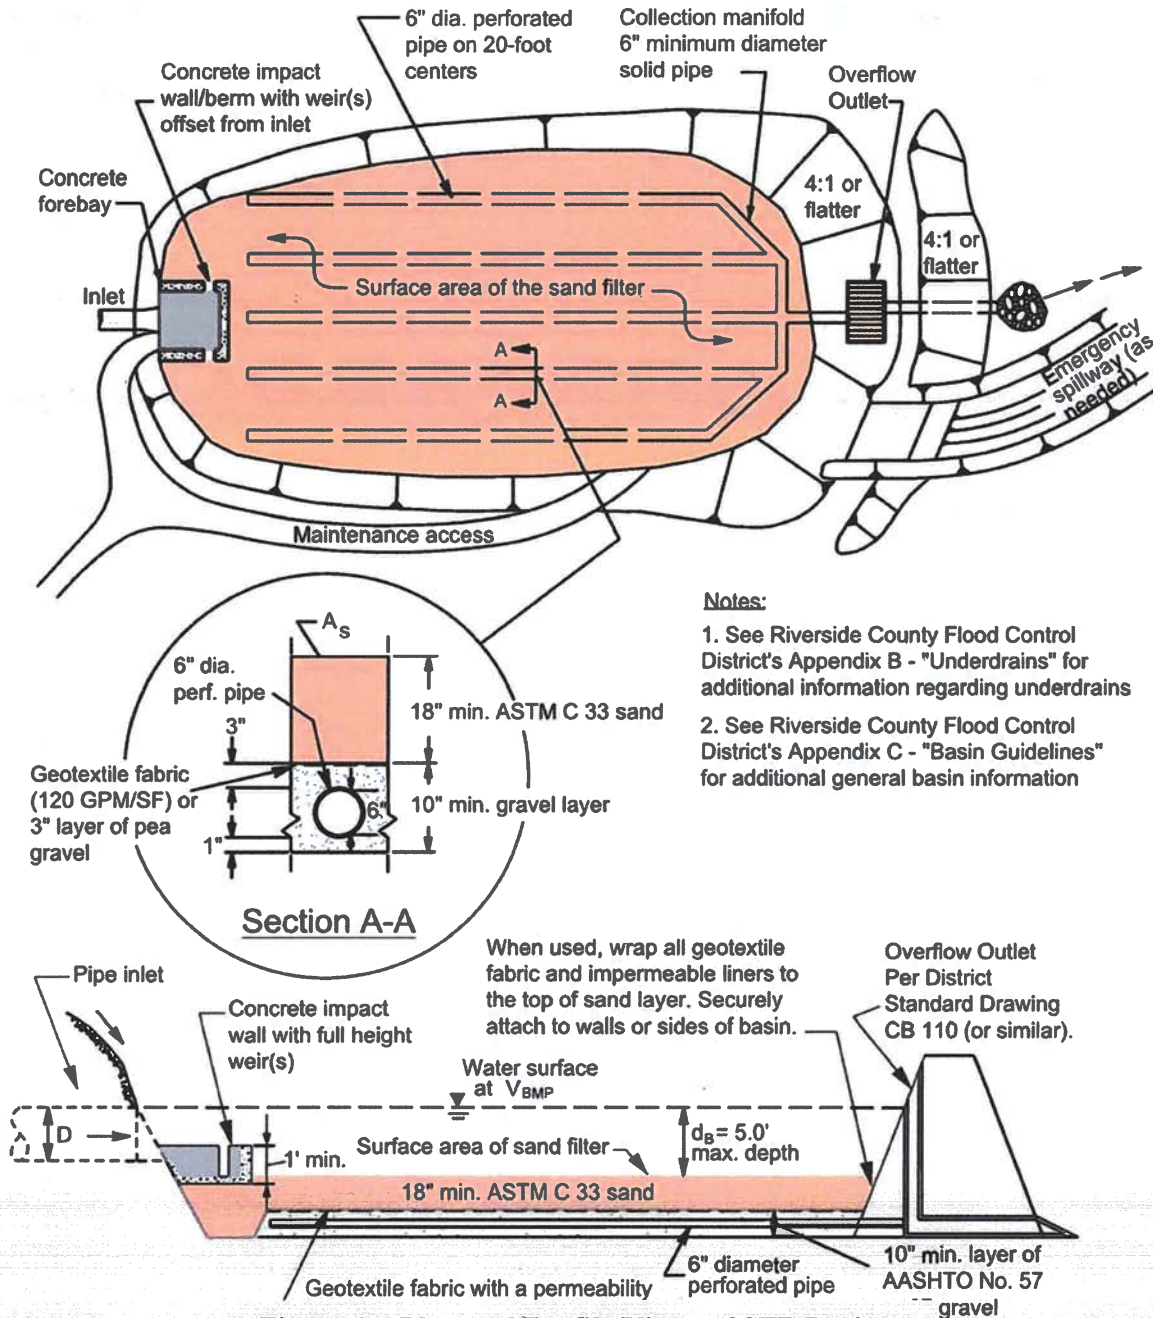 6" dia. perforated
pipe on 20-foot
centers
Collection manifold
6" minimum diameter
solid pipe
Concrete impact
wall/berm with weir(s)
offset from inlet
Overflow
Outlet
Concrete
forebay
4:1 or
flatter
4:1 or
flatter
Inlet
Surface area of the sand filter
A
A
Emergency
spillway (as
needed)
Maintenance access
Notes:
1. See Riverside County Flood Control
District's Appendix B - "Underdrains" for
additional information regarding underdrains
2. See Riverside County Flood Control
District's Appendix C - "Basin Guidelines"
for additional general basin information
As
6" dia.
perf. pipe
3"
18" min. ASTM C 33 sand
Geotextile fabric
(120 GPM/SF) or
3" layer of pea
gravel
6"
10" min. gravel layer
1"
Section A-A
Pipe inlet
Concrete impact
wall with full height
weir(s)
When used, wrap all geotextile
fabric and impermeable liners to
the top of sand layer. Securely
attach to walls or sides of basin.
Overflow Outlet
Per District
Standard Drawing
CB 110 (or similar).
Water surface
at VBMP
D
1' min.
Surface area of sand filter
dB= 5.0'
max. depth
18" min. ASTM C 33 sand
Geotextile fabric with a permeability
6" diameter
perforated pipe
10" min. layer of
AASHTO No. 57
gravel